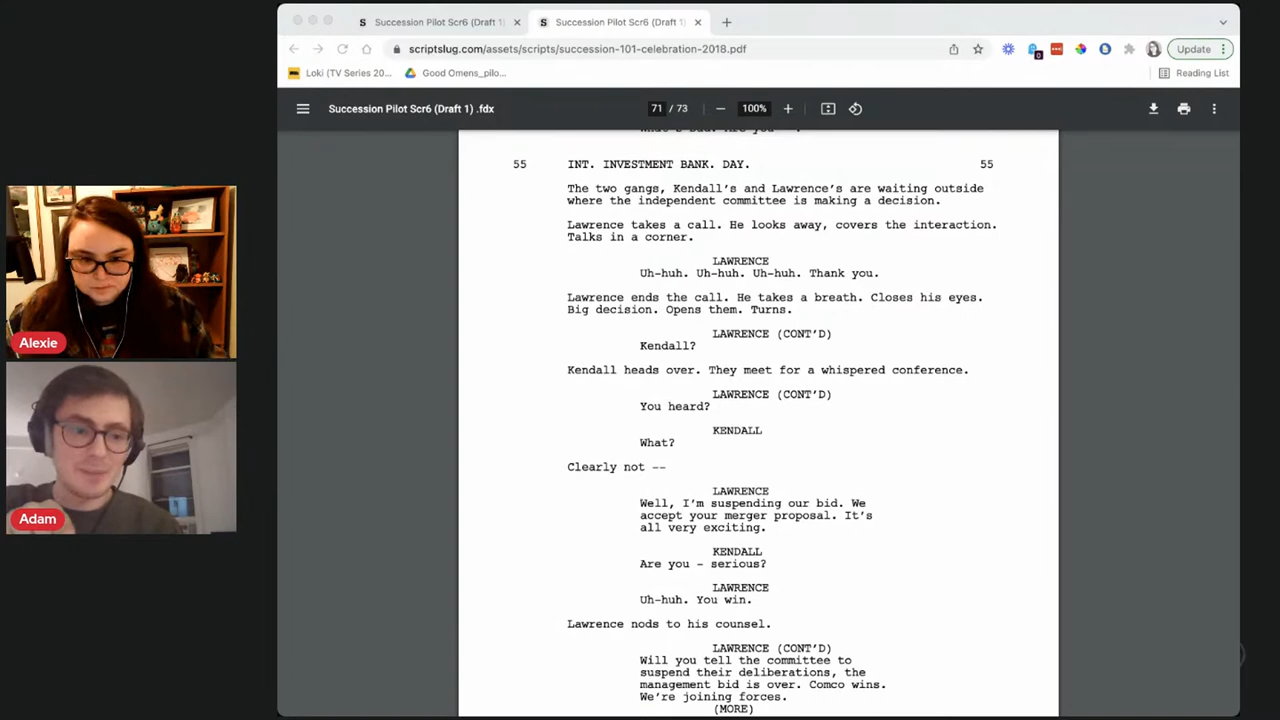 Succession Pilot Scr6 (Draft 1)
Succession Pilot Scr6 (Draft 1)
scriptslug.com/assets/scripts/succession-101-celebration-2018.pdf
Update
Loki (TV Series 20...
Good Omens_pilo...
Reading List
Succession Pilot Scr6 (Draft 1) .fdx
71 / 73
100%
55 INT. INVESTMENT BANK. DAY. 55
The two gangs, Kendall's and Lawrence's are waiting outside
where the independent committee is making a decision.
Lawrence takes a call. He looks away, covers the interaction.
Talks in a corner.
LAWRENCE
Uh-huh. Uh-huh. Uh-huh. Thank you.
Lawrence ends the call. He takes a breath. Closes his eyes.
Big decision. Opens them. Turns.
LAWRENCE (CONT'D)
Kendall?
Kendall heads over. They meet for a whispered conference.
LAWRENCE (CONT'D)
You heard?
KENDALL
What?
Clearly not --
LAWRENCE
Well, I'm suspending our bid. We
accept your merger proposal. It's
all very exciting.
KENDALL
Are you - serious?
LAWRENCE
Uh-huh. You win.
Lawrence nods to his counsel.
LAWRENCE (CONT'D)
Will you tell the committee to
suspend their deliberations, the
management bid is over. Comco wins.
We're joining forces.
(MORE)
Alexie
Adam